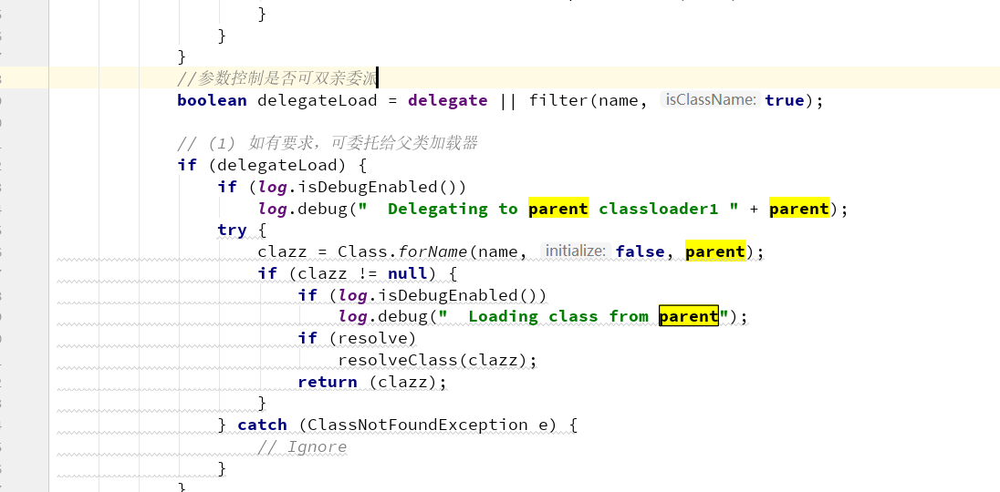 }
}
}
//参数控制是否可双亲委派
boolean delegateLoad = delegate || filter(name, isClassName: true);
// (1) 如有要求，可委托给父类加载器
if (delegateLoad) {
if (log.isDebugEnabled())
log.debug("  Delegating to parent classloader1 " + parent);
try {
clazz = Class.forName(name, initialize: false, parent);
if (clazz != null) {
if (log.isDebugEnabled())
log.debug("  Loading class from parent");
if (resolve)
resolveClass(clazz);
return (clazz);
}
} catch (ClassNotFoundException e) {
// Ignore
}
}